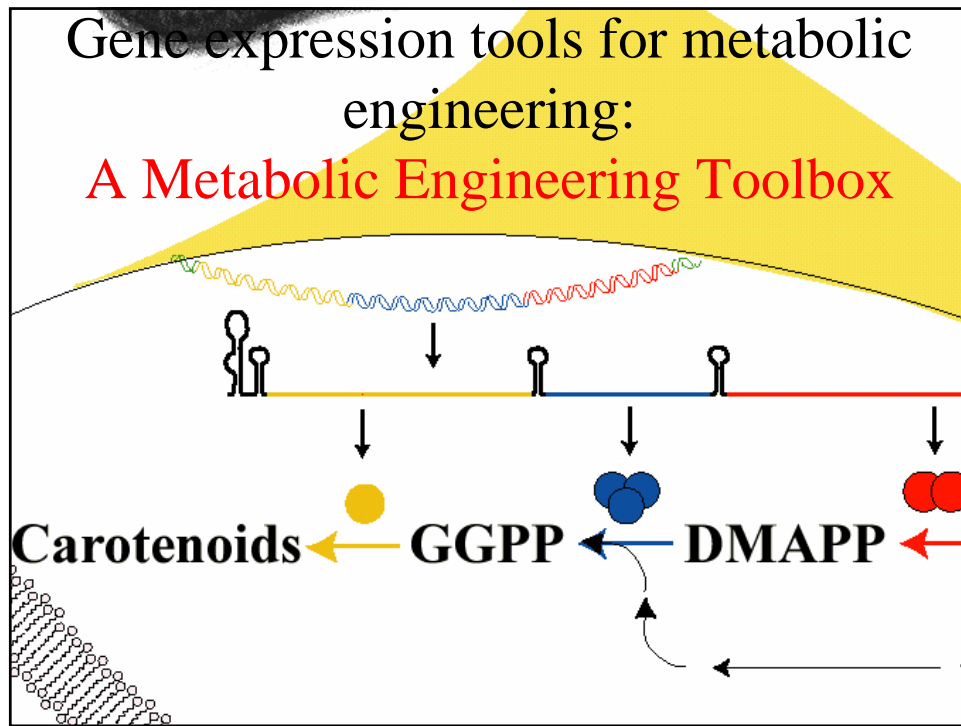 Gene expression tools for metabolic
engineering:
A Metabolic Engineering Toolbox
Carotenoids GGPP DMAPP